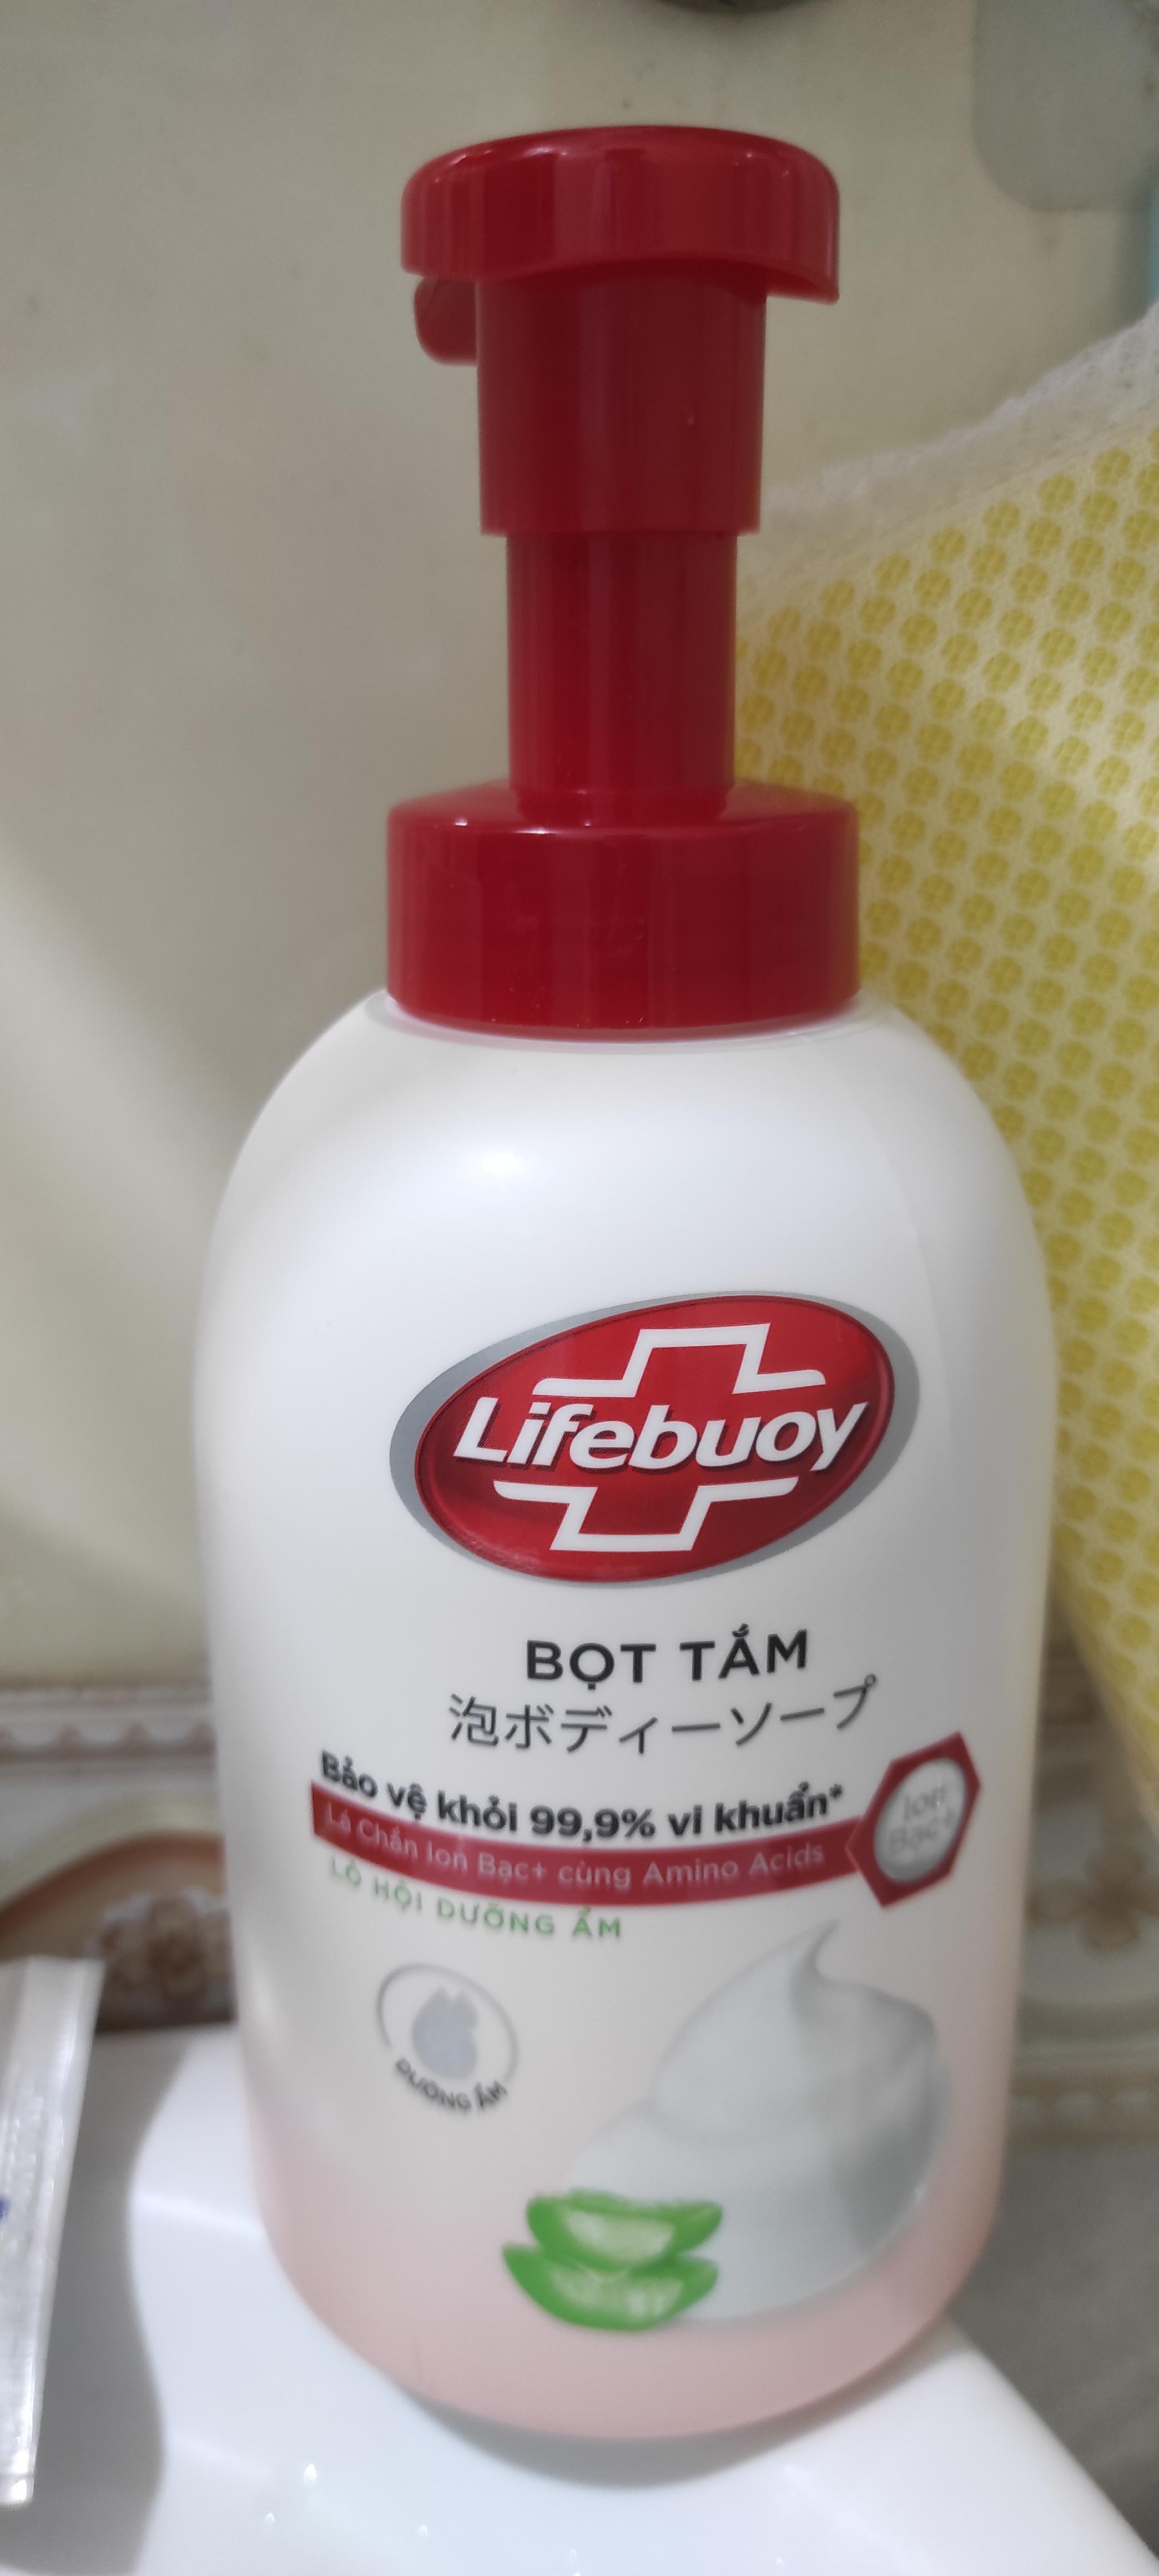 Lifebuoy
BỌT TẮM
泡ボディーソープ
Bảo vệ khỏi 99,9% vi khuẩn*
Lá Chắn Ion Bạc+ cùng Amino Acids
Ion
Bạc+
LÔ HỘI DƯỠNG ẨM
DƯỠNG ẨM